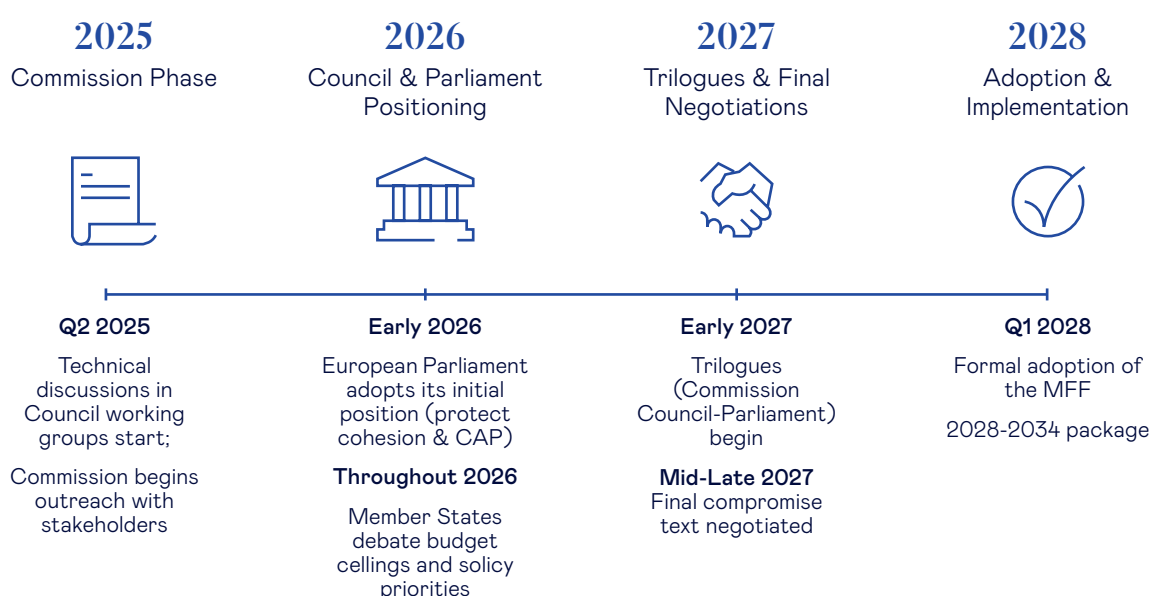 2025
Commission Phase
Q2 2025
Technical
discussions in
Council working
groups start;
Commission begins
outreach with
stakeholders
2026
Council & Parliament
Positioning
Early 2026
European Parliament
adopts its initial
position (protect
cohesion & CAP)
Throughout 2026
Member States
debate budget
cellings and solicy
priorities
2027
Trilogues & Final
Negotiations
Early 2027
Trilogues
(Commission
Council-Parliament)
begin
Mid-Late 2027
Final compromise
text negotiated
2028
Adoption &
Implementation
Q1 2028
Formal adoption of
the MFF
2028-2034 package